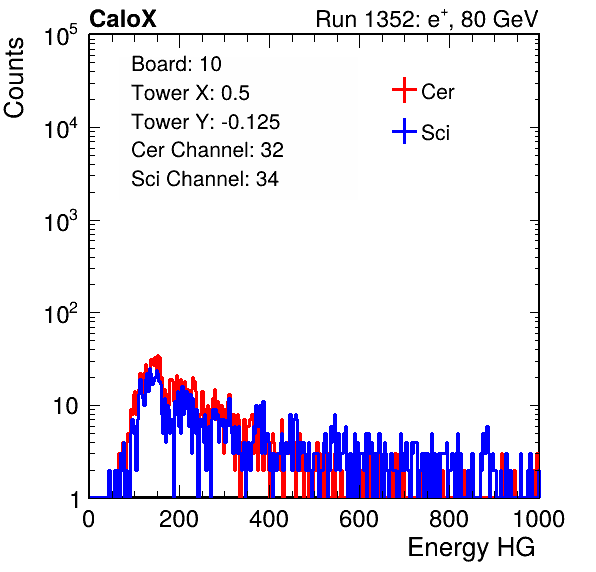 CaloX Run 1352: e⁺, 80 GeV
Counts
Board: 10
Tower X: 0.5
Tower Y: -0.125
Cer Channel: 32
Sci Channel: 34
Cer
Sci
10⁵
10⁴
10³
10²
10
1
0 200 400 600 800 1000
Energy HG